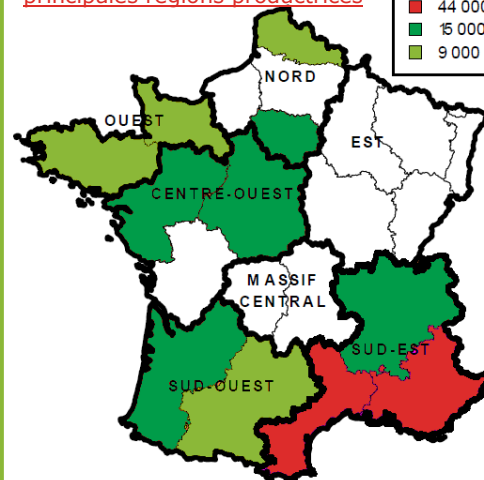 principales régions productrices
44 000
15 000
9 000
NORD
OUEST
EST
CENTRE-OUEST
MASSIF
CENTRAL
SUD-EST
SUD-OUEST